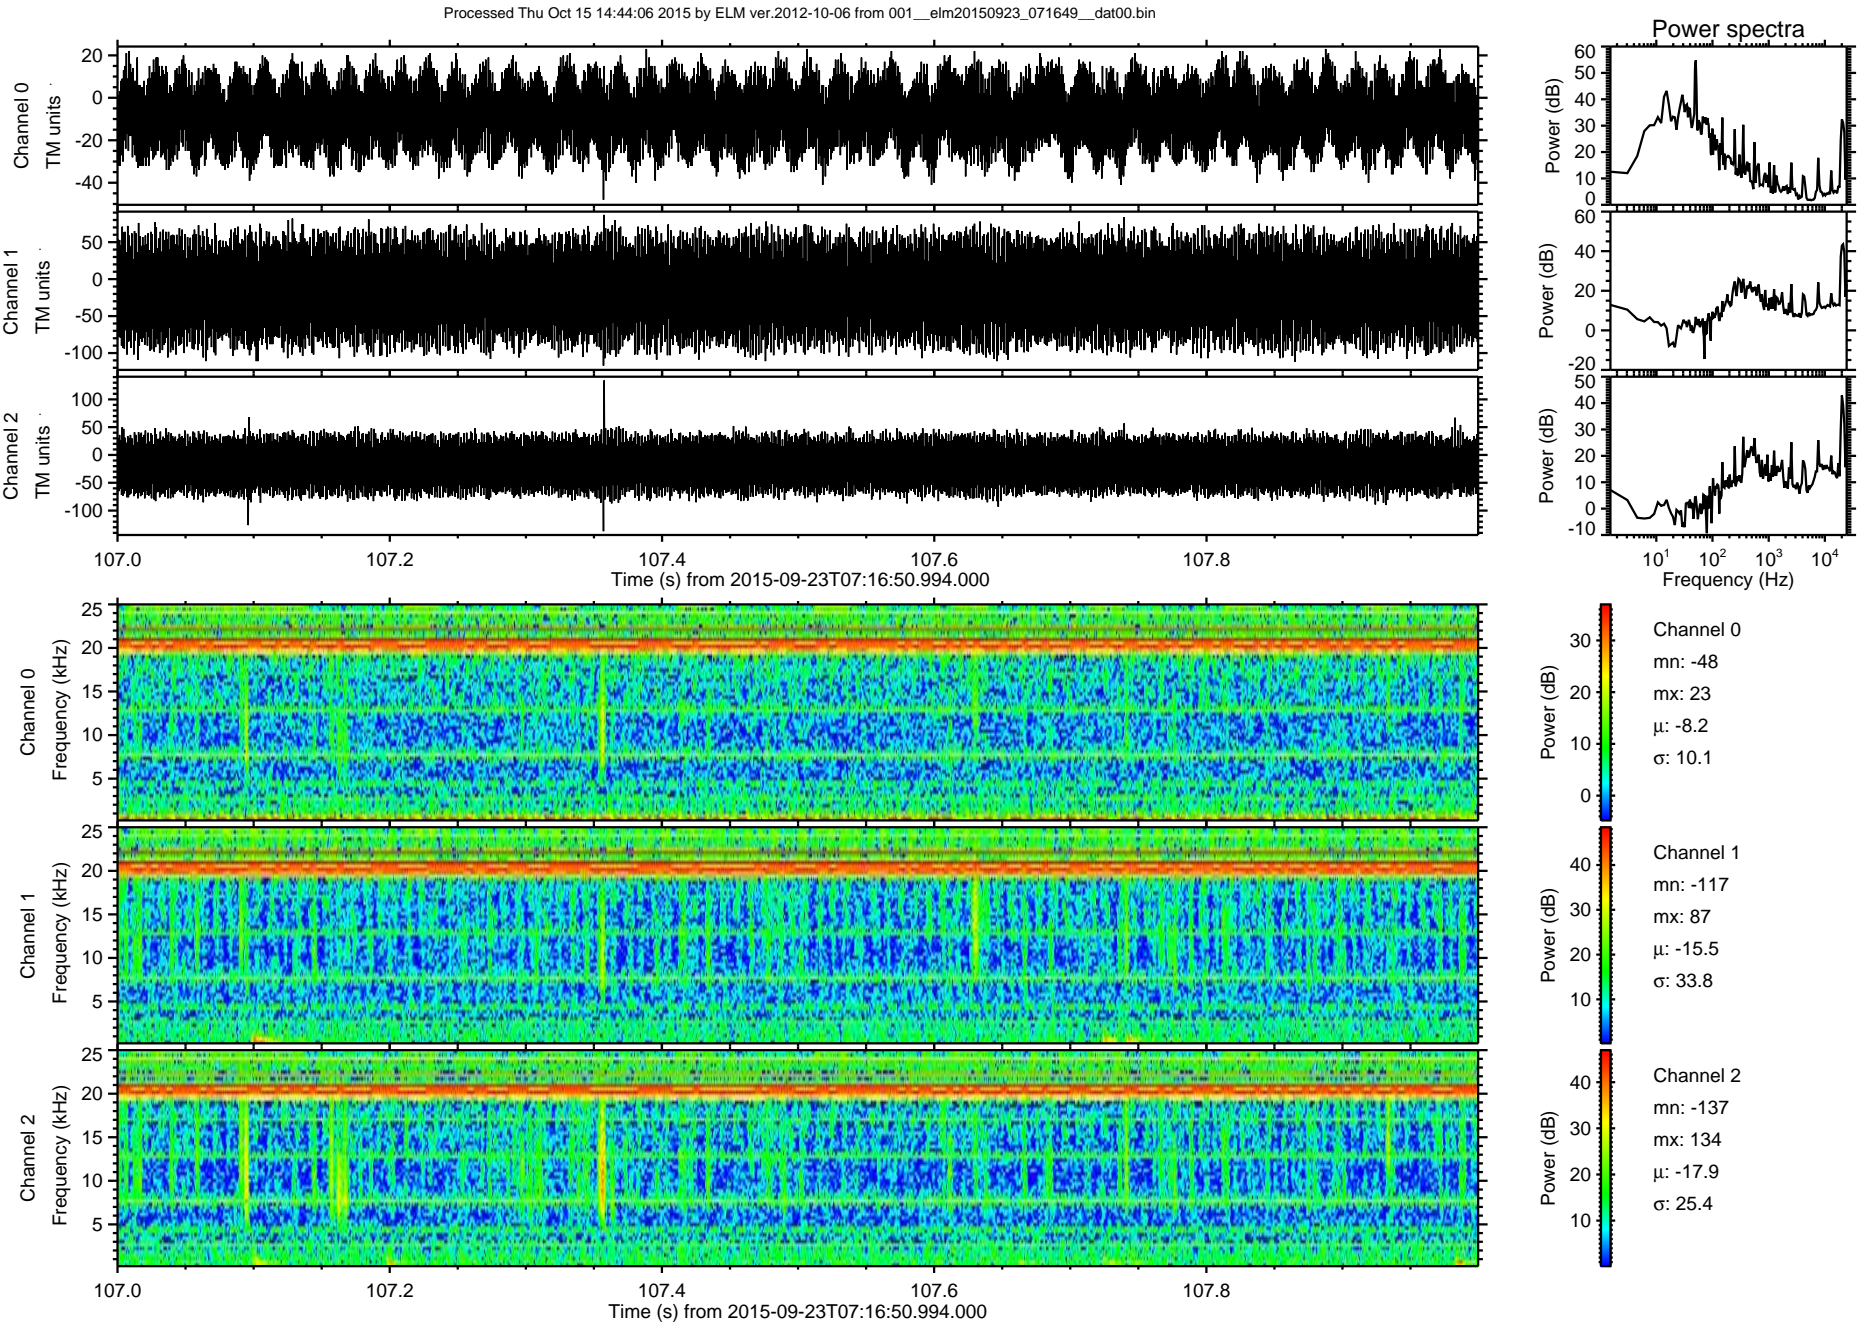 Processed Thu Oct 15 14:44:06 2015 by ELM ver.2012-10-06 from 001__elm20150923_071649__dat00.bin
Power spectra
Channel 0
TM units
20
0
-20
-40
Power (dB)
60
50
40
30
20
10
0
Channel 1
TM units
50
0
-50
-100
Power (dB)
60
40
20
0
-20
Channel 2
TM units
100
50
0
-50
-100
Power (dB)
50
40
30
20
10
0
-10
107.0 107.2 107.4 107.6 107.8
Time (s) from 2015-09-23T07:16:50.994.000
10¹ 10² 10³ 10⁴
Frequency (Hz)
Channel 0
Frequency (kHz)
25
20
15
10
5
Power (dB)
30
20
10
0
Channel 0
mn: -48
mx: 23
μ: -8.2
σ: 10.1
Channel 1
Frequency (kHz)
25
20
15
10
5
Power (dB)
40
30
20
10
Channel 1
mn: -117
mx: 87
μ: -15.5
σ: 33.8
Channel 2
Frequency (kHz)
25
20
15
10
5
Power (dB)
40
30
20
10
Channel 2
mn: -137
mx: 134
μ: -17.9
σ: 25.4
107.0 107.2 107.4 107.6 107.8
Time (s) from 2015-09-23T07:16:50.994.000